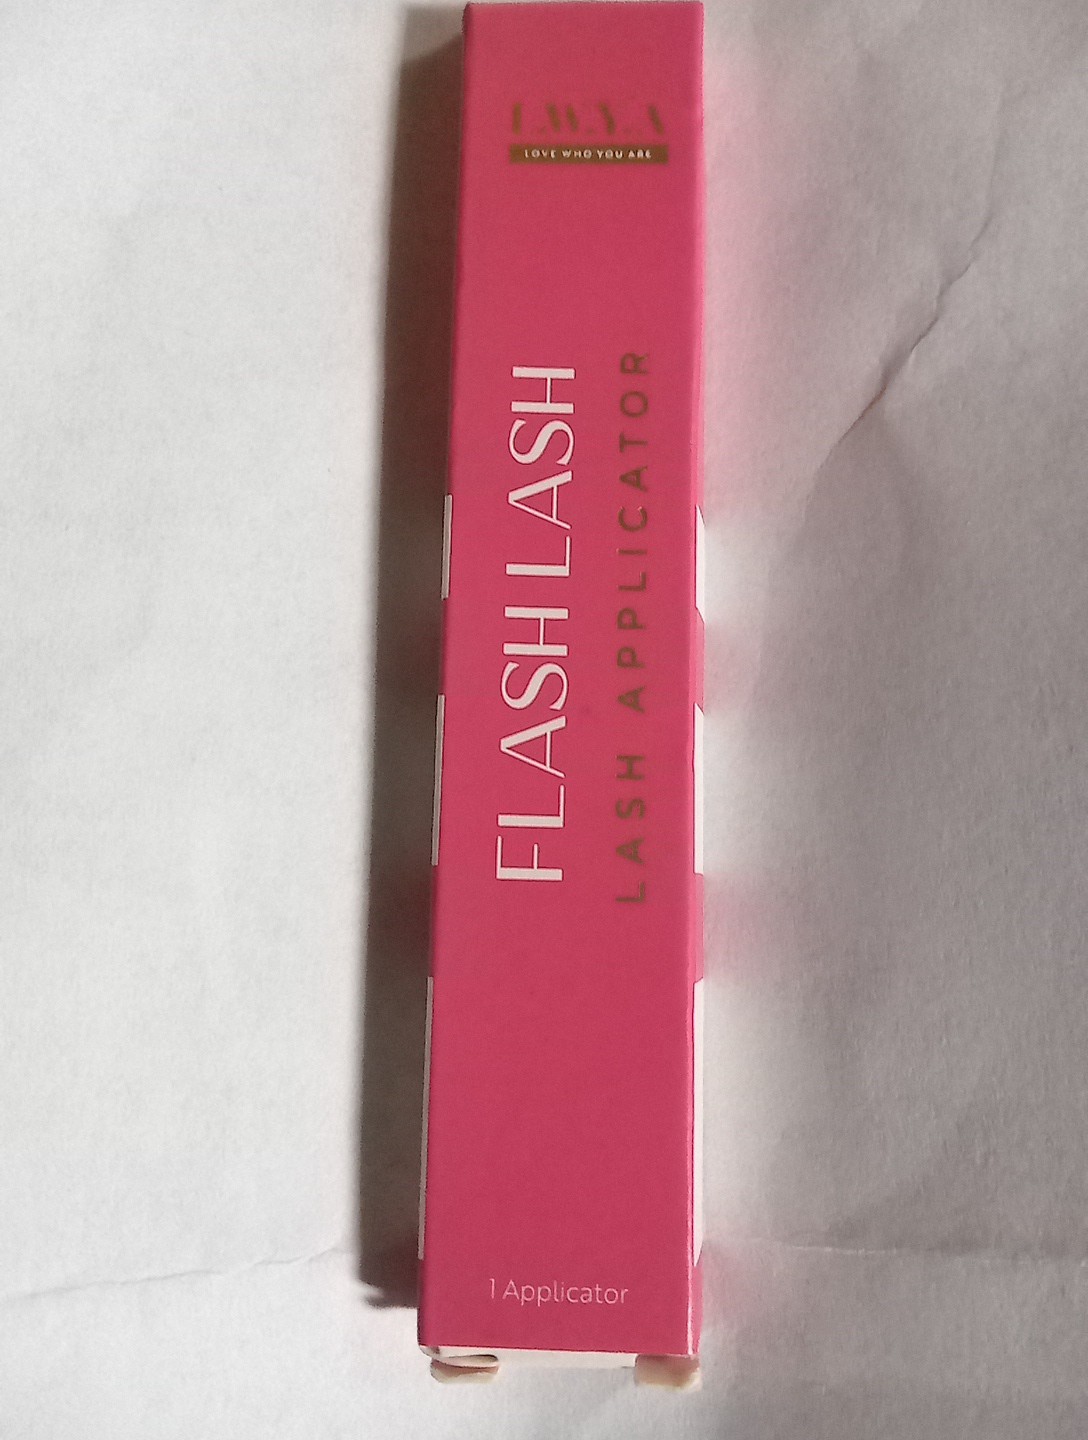 LWYA
LOVE WHO YOU ARE
FLASH LASH
LASH APPLICATOR
1 Applicator